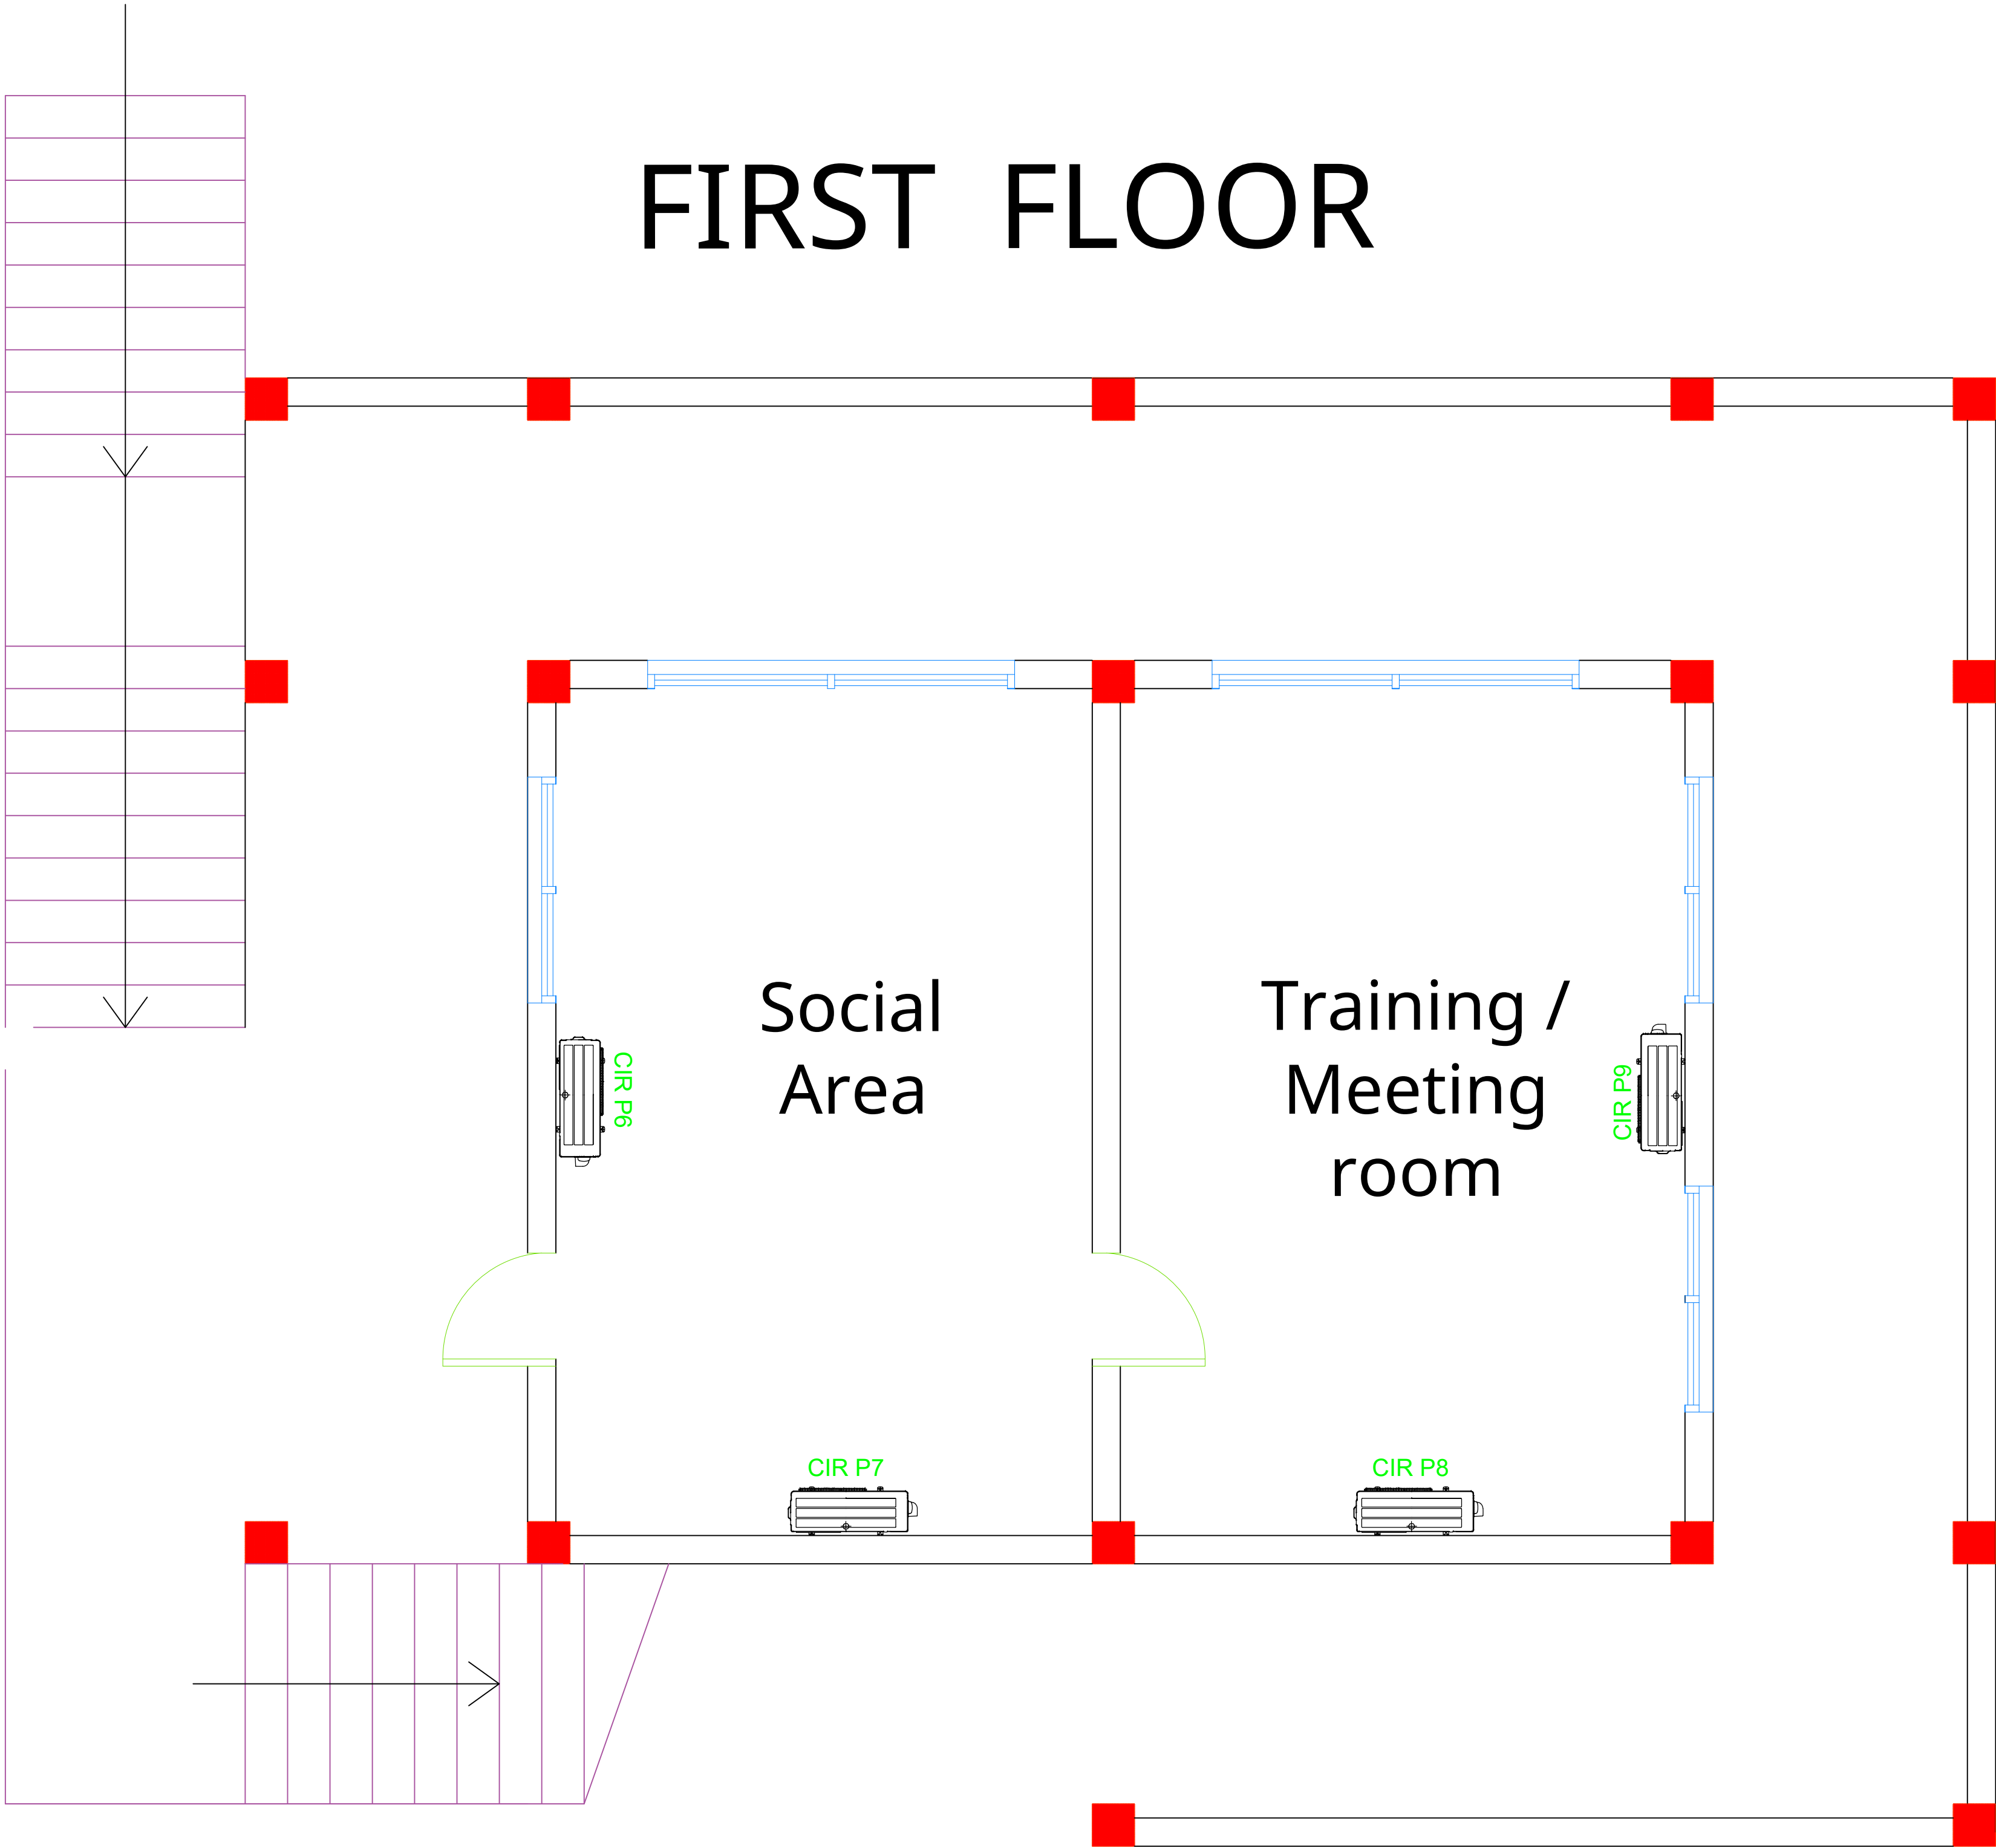 FIRST FLOOR
Social
Area
Training /
Meeting
room
CIR P6
CIR P9
CIR P7
CIR P8